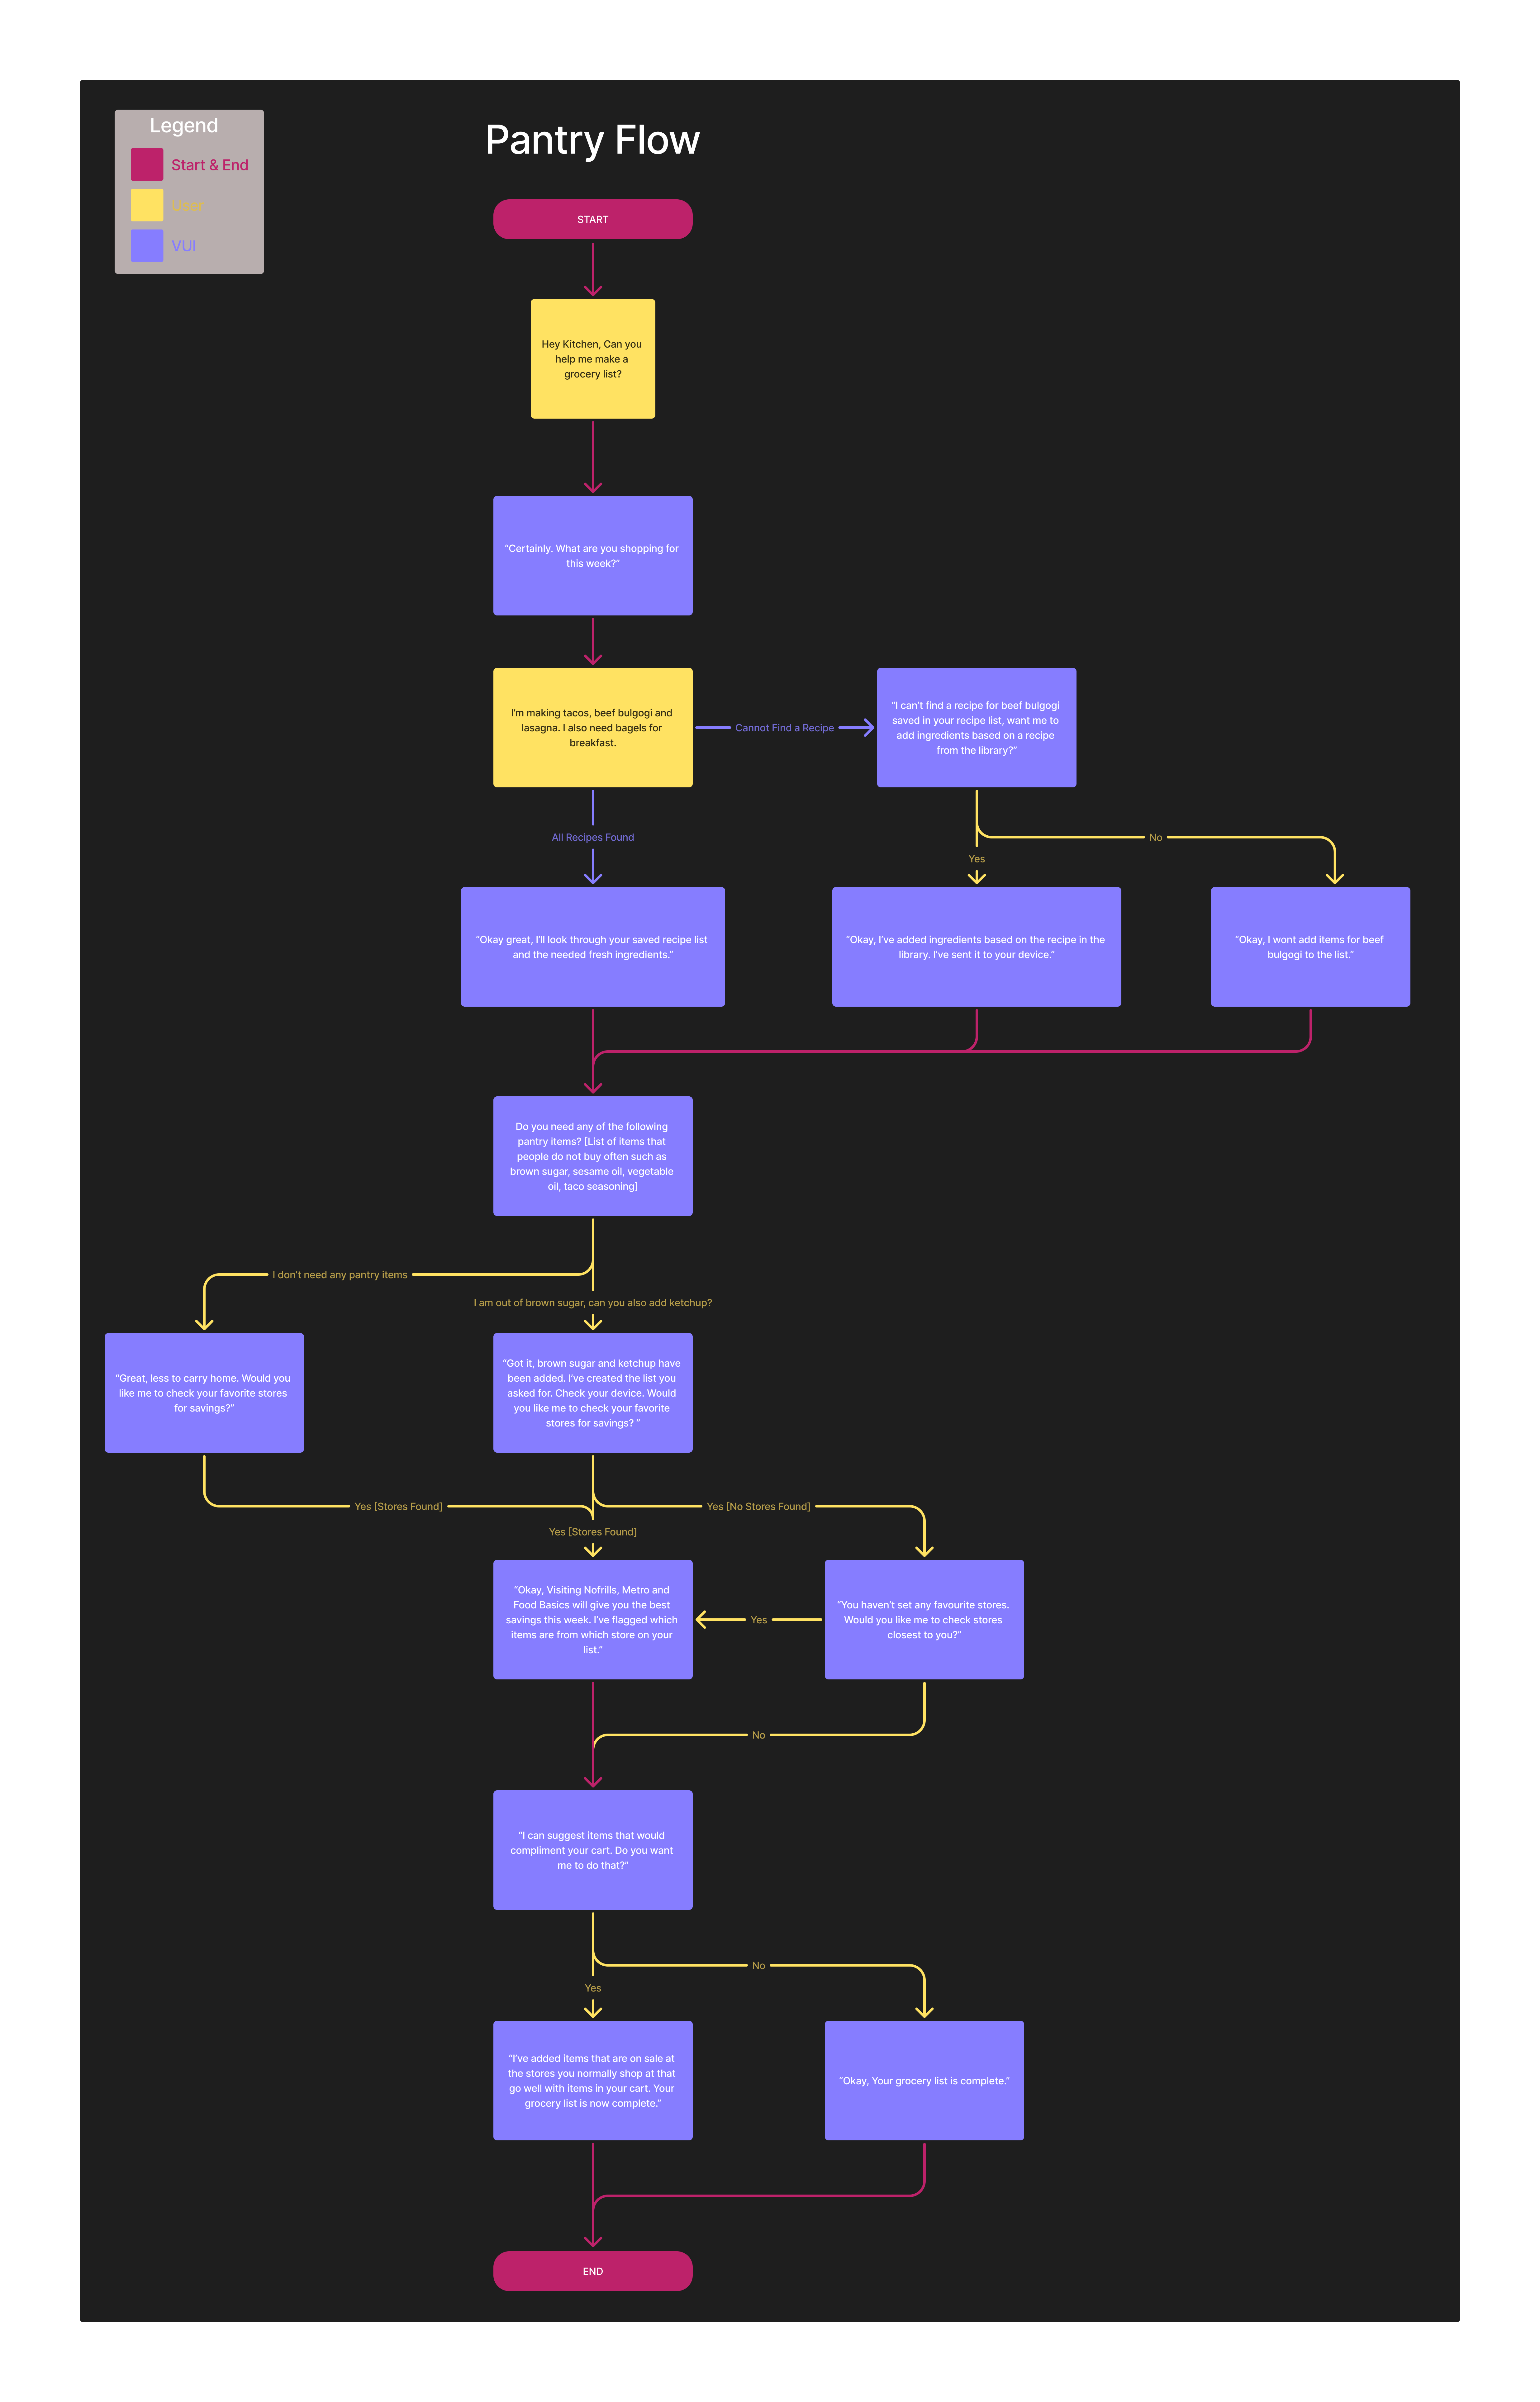 Legend
Start & End
User
VUI
Pantry Flow
START
Hey Kitchen, Can you
help me make a
grocery list?
“Certainly. What are you shopping for
this week?”
I’m making tacos, beef bulgogi and
lasagna. I also need bagels for
breakfast.
Cannot Find a Recipe
“I can’t find a recipe for beef bulgogi
saved in your recipe list, want me to
add ingredients based on a recipe
from the library?”
All Recipes Found
Yes
No
“Okay great, I’ll look through your saved recipe list
and the needed fresh ingredients.”
“Okay, I’ve added ingredients based on the recipe in the
library. I’ve sent it to your device.”
“Okay, I wont add items for beef
bulgogi to the list.”
Do you need any of the following
pantry items? [List of items that
people do not buy often such as
brown sugar, sesame oil, vegetable
oil, taco seasoning]
I don’t need any pantry items
I am out of brown sugar, can you also add ketchup?
“Great, less to carry home. Would you
like me to check your favorite stores
for savings?”
“Got it, brown sugar and ketchup have
been added. I’ve created the list you
asked for. Check your device. Would
you like me to check your favorite
stores for savings? ”
Yes [Stores Found]
Yes [No Stores Found]
Yes [Stores Found]
“Okay, Visiting Nofrills, Metro and
Food Basics will give you the best
savings this week. I’ve flagged which
items are from which store on your
list.”
Yes
“You haven’t set any favourite stores.
Would you like me to check stores
closest to you?”
No
“I can suggest items that would
compliment your cart. Do you want
me to do that?”
No
Yes
“I’ve added items that are on sale at
the stores you normally shop at that
go well with items in your cart. Your
grocery list is now complete.”
“Okay, Your grocery list is complete.”
END